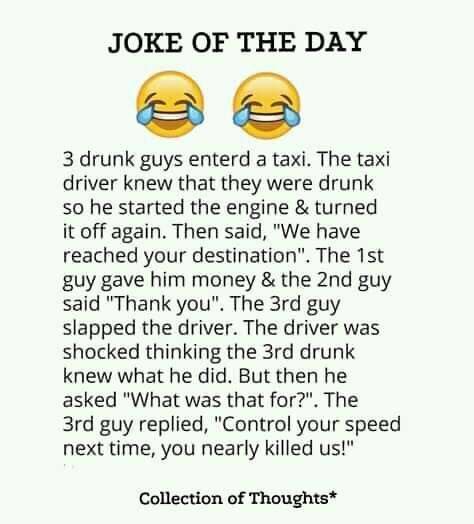 JOKE OF THE DAY
3 drunk guys enterd a taxi. The taxi
driver knew that they were drunk
so he started the engine & turned
it off again. Then said, "We have
reached your destination". The 1st
guy gave him money & the 2nd guy
said "Thank you". The 3rd guy
slapped the driver. The driver was
shocked thinking the 3rd drunk
knew what he did. But then he
asked "What was that for?". The
3rd guy replied, "Control your speed
next time, you nearly killed us!"
Collection of Thoughts*